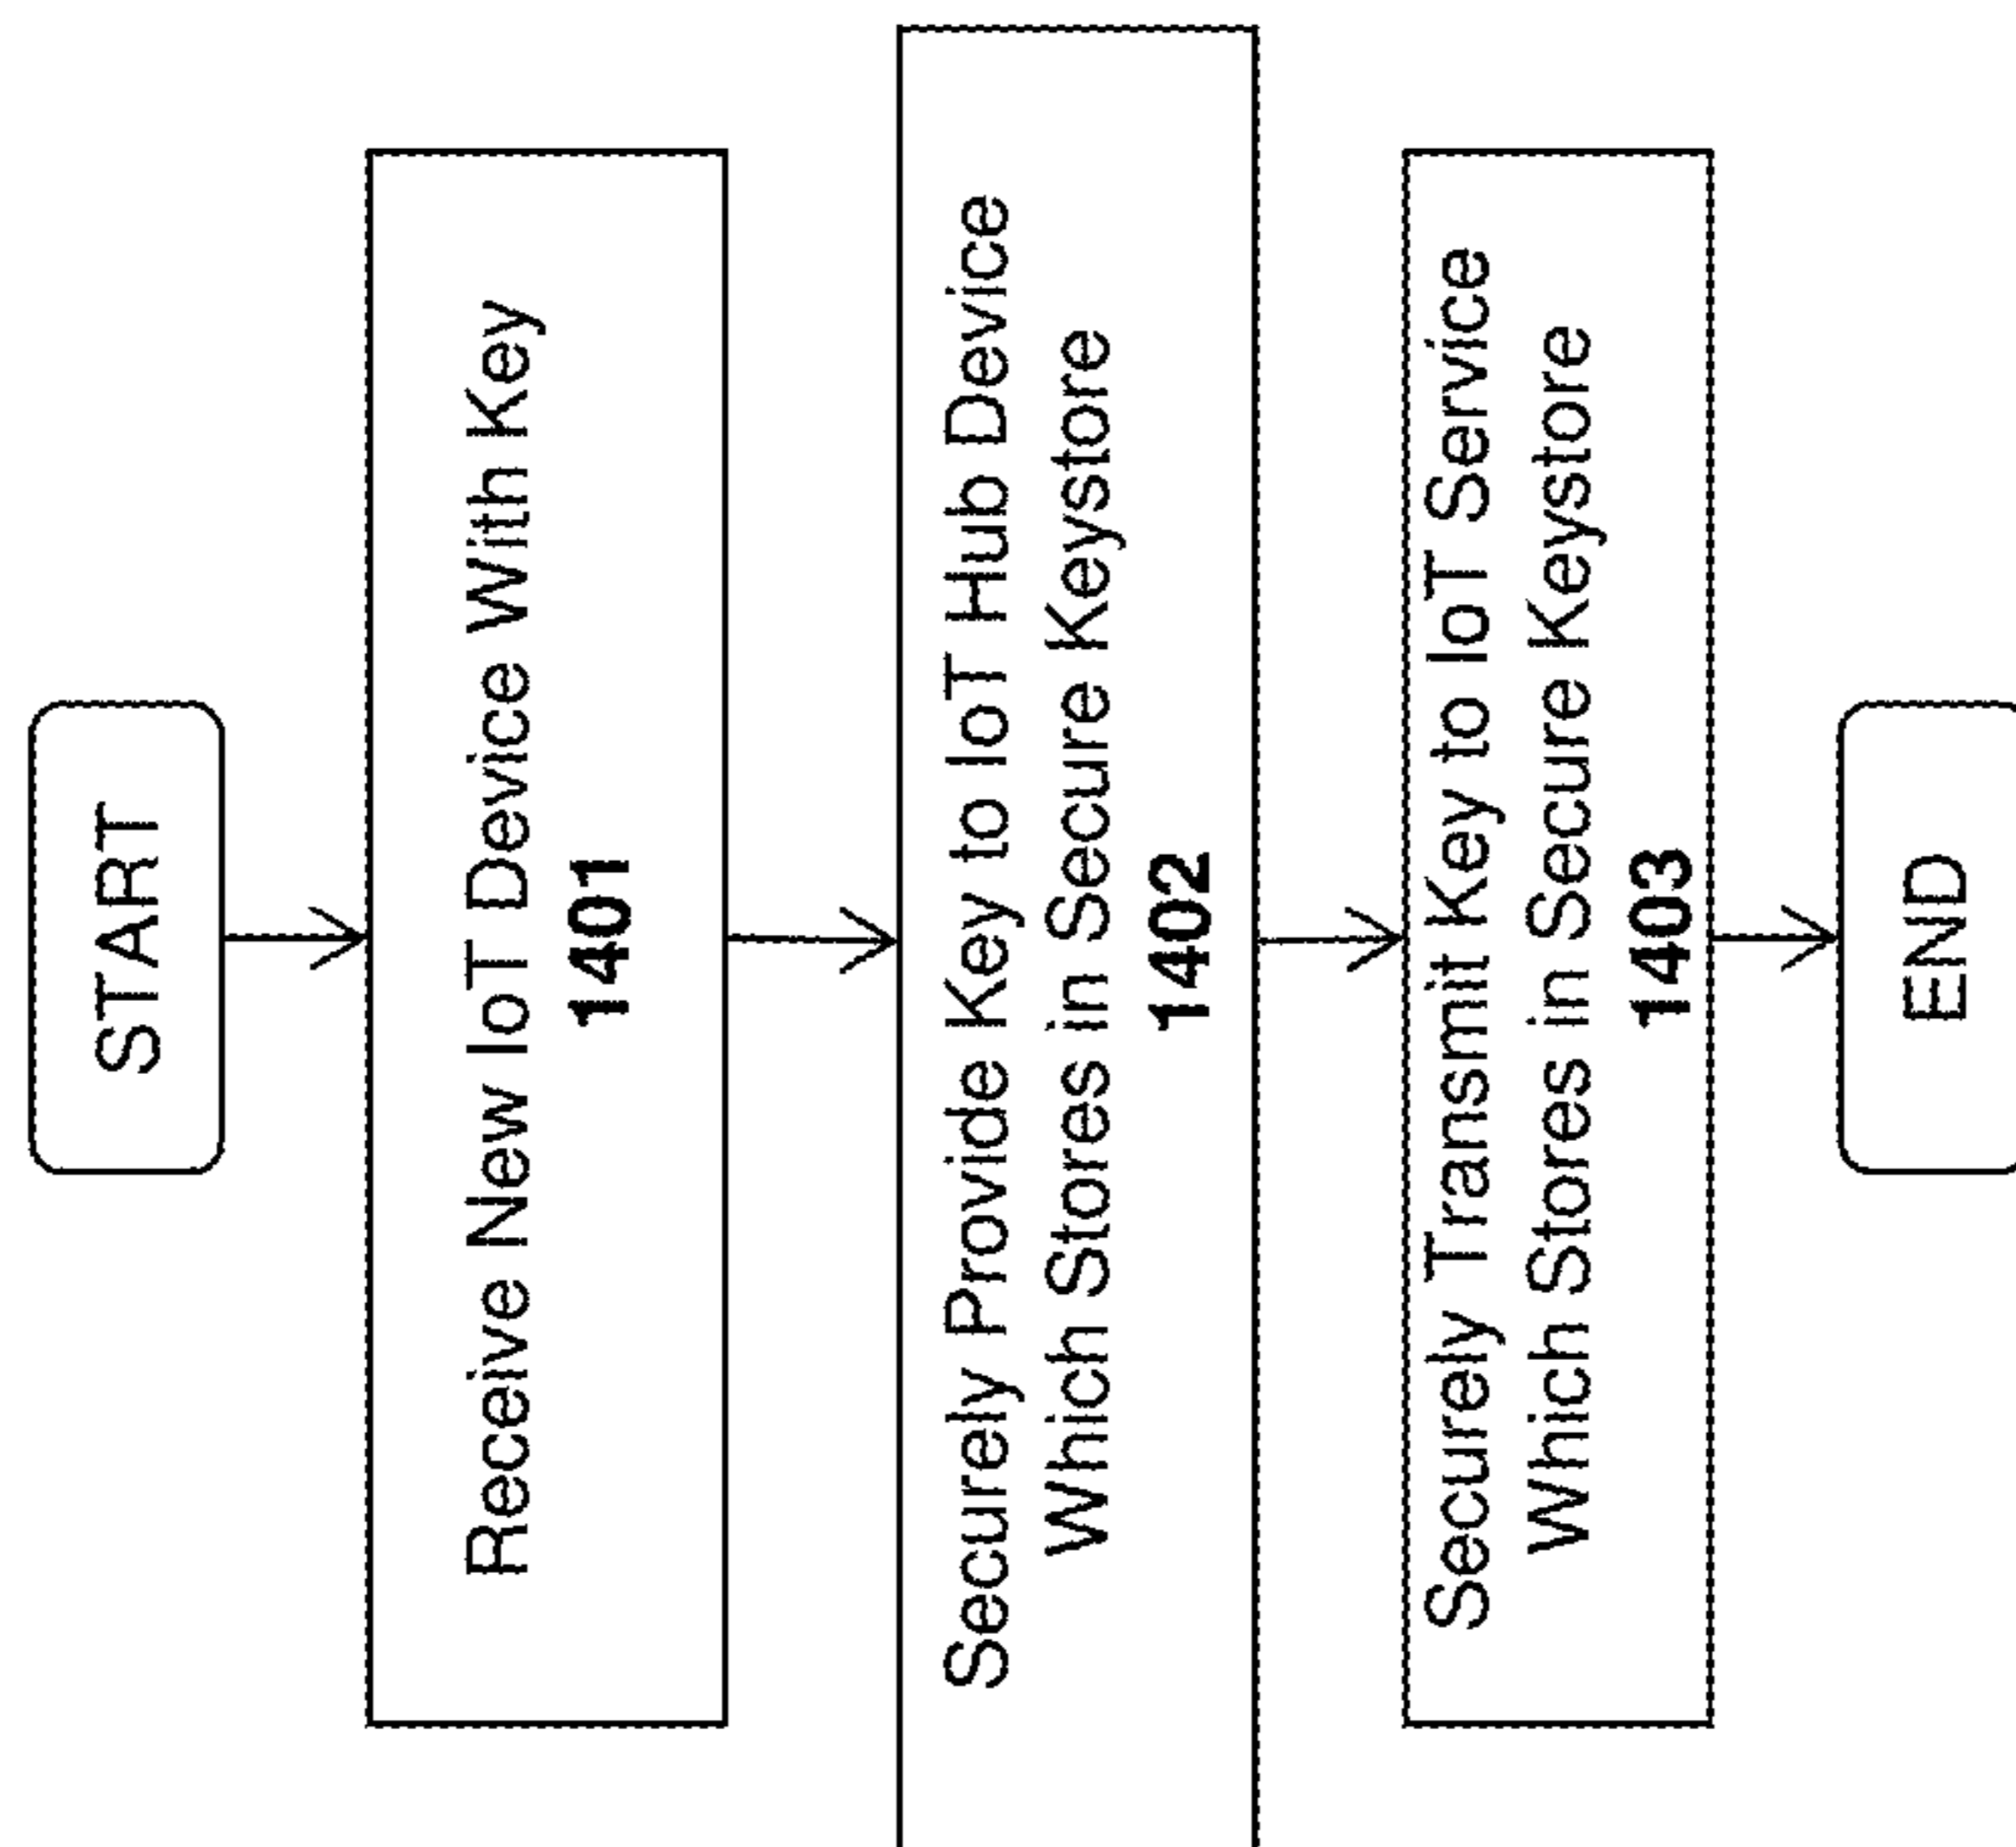 START
Receive New IoT Device With Key
1401
Securely Provide Key to IoT Hub Device
Which Stores in Secure Keystore
1402
Securely Transmit Key to IoT Service
Which Stores in Secure Keystore
1403
END